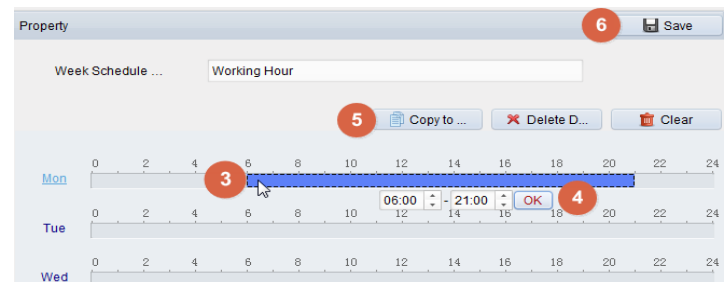 Property
6 Save
Week Schedule ... Working Hour
5 Copy to ... Delete D... Clear
0 2 4 6 8 10 12 14 16 18 20 22 24
Mon 3
06:00 - 21:00 OK 4
0 2 4 6 8 10 12 14 16 18 20 22 24
Tue
0 2 4 6 8 10 12 14 16 18 20 22 24
Wed